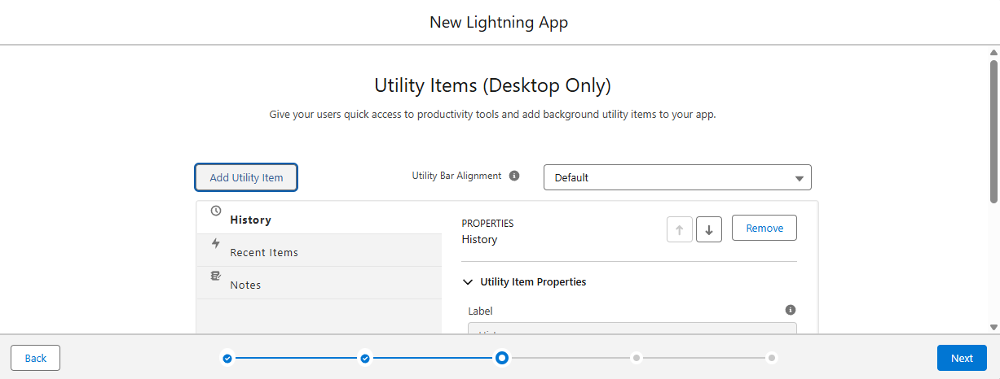 New Lightning App
Utility Items (Desktop Only)
Give your users quick access to productivity tools and add background utility items to your app.
Add Utility Item
Utility Bar Alignment
Default
History
Recent Items
Notes
PROPERTIES
History
Remove
Utility Item Properties
Label
Back
Next